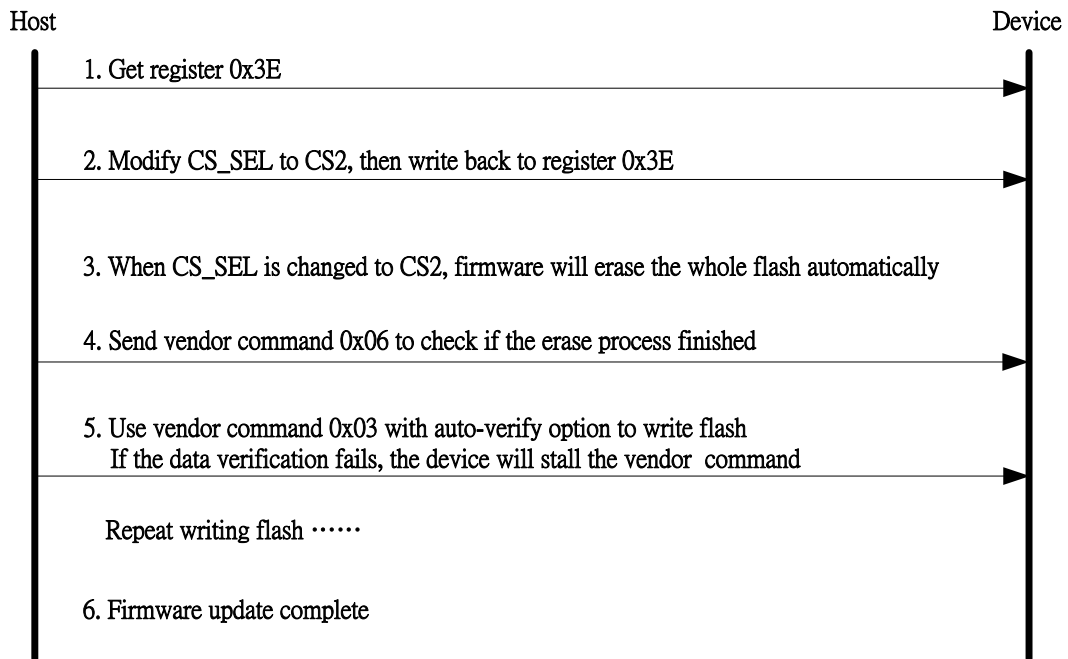 Host
Device
1. Get register 0x3E
2. Modify CS_SEL to CS2, then write back to register 0x3E
3. When CS_SEL is changed to CS2, firmware will erase the whole flash automatically
4. Send vendor command 0x06 to check if the erase process finished
5. Use vendor command 0x03 with auto-verify option to write flash
If the data verification fails, the device will stall the vendor command
Repeat writing flash ⋯⋯
6. Firmware update complete